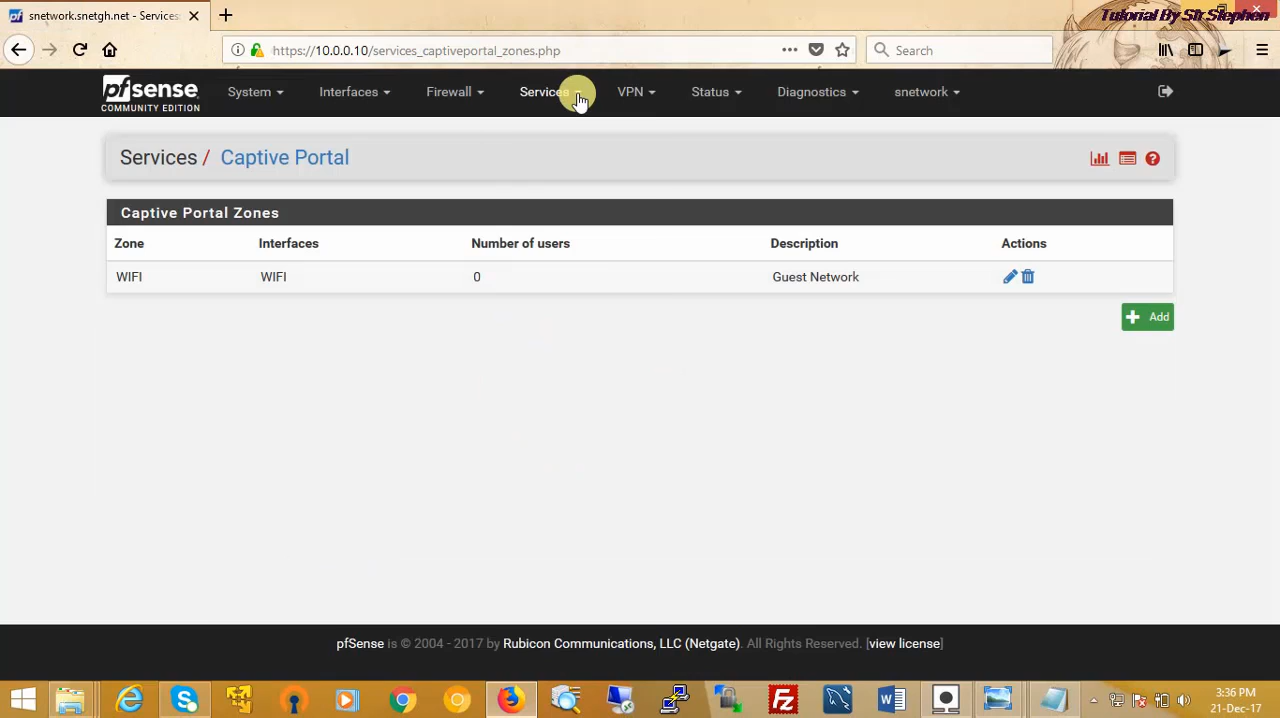 snetwork.snetgh.net - Services:
Tutorial By Sir Stephen
https://10.0.0.10/services_captiveportal_zones.php
Search
pfsense
COMMUNITY EDITION
System
Interfaces
Firewall
Services
VPN
Status
Diagnostics
snetwork
Services / Captive Portal
Captive Portal Zones
Zone Interfaces Number of users Description Actions
WIFI WIFI 0 Guest Network
Add
pfSense is © 2004 - 2017 by Rubicon Communications, LLC (Netgate). All Rights Reserved. [view license]
3:36 PM
21-Dec-17